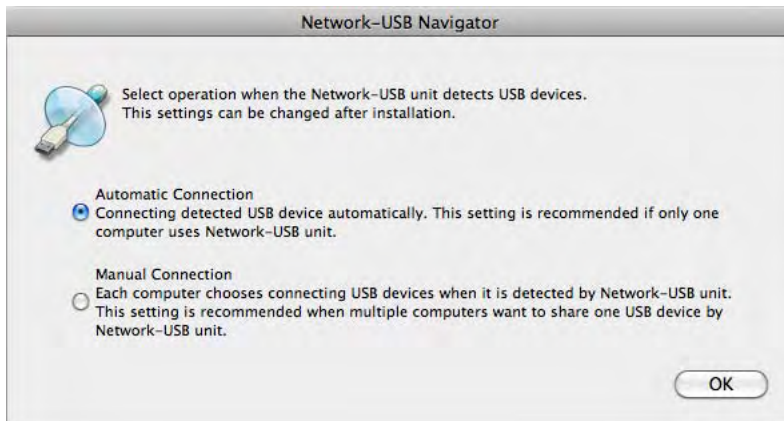 Network-USB Navigator
Select operation when the Network-USB unit detects USB devices.
This settings can be changed after installation.
Automatic Connection
Connecting detected USB device automatically. This setting is recommended if only one
computer uses Network-USB unit.
Manual Connection
Each computer chooses connecting USB devices when it is detected by Network-USB unit.
This setting is recommended when multiple computers want to share one USB device by
Network-USB unit.
OK